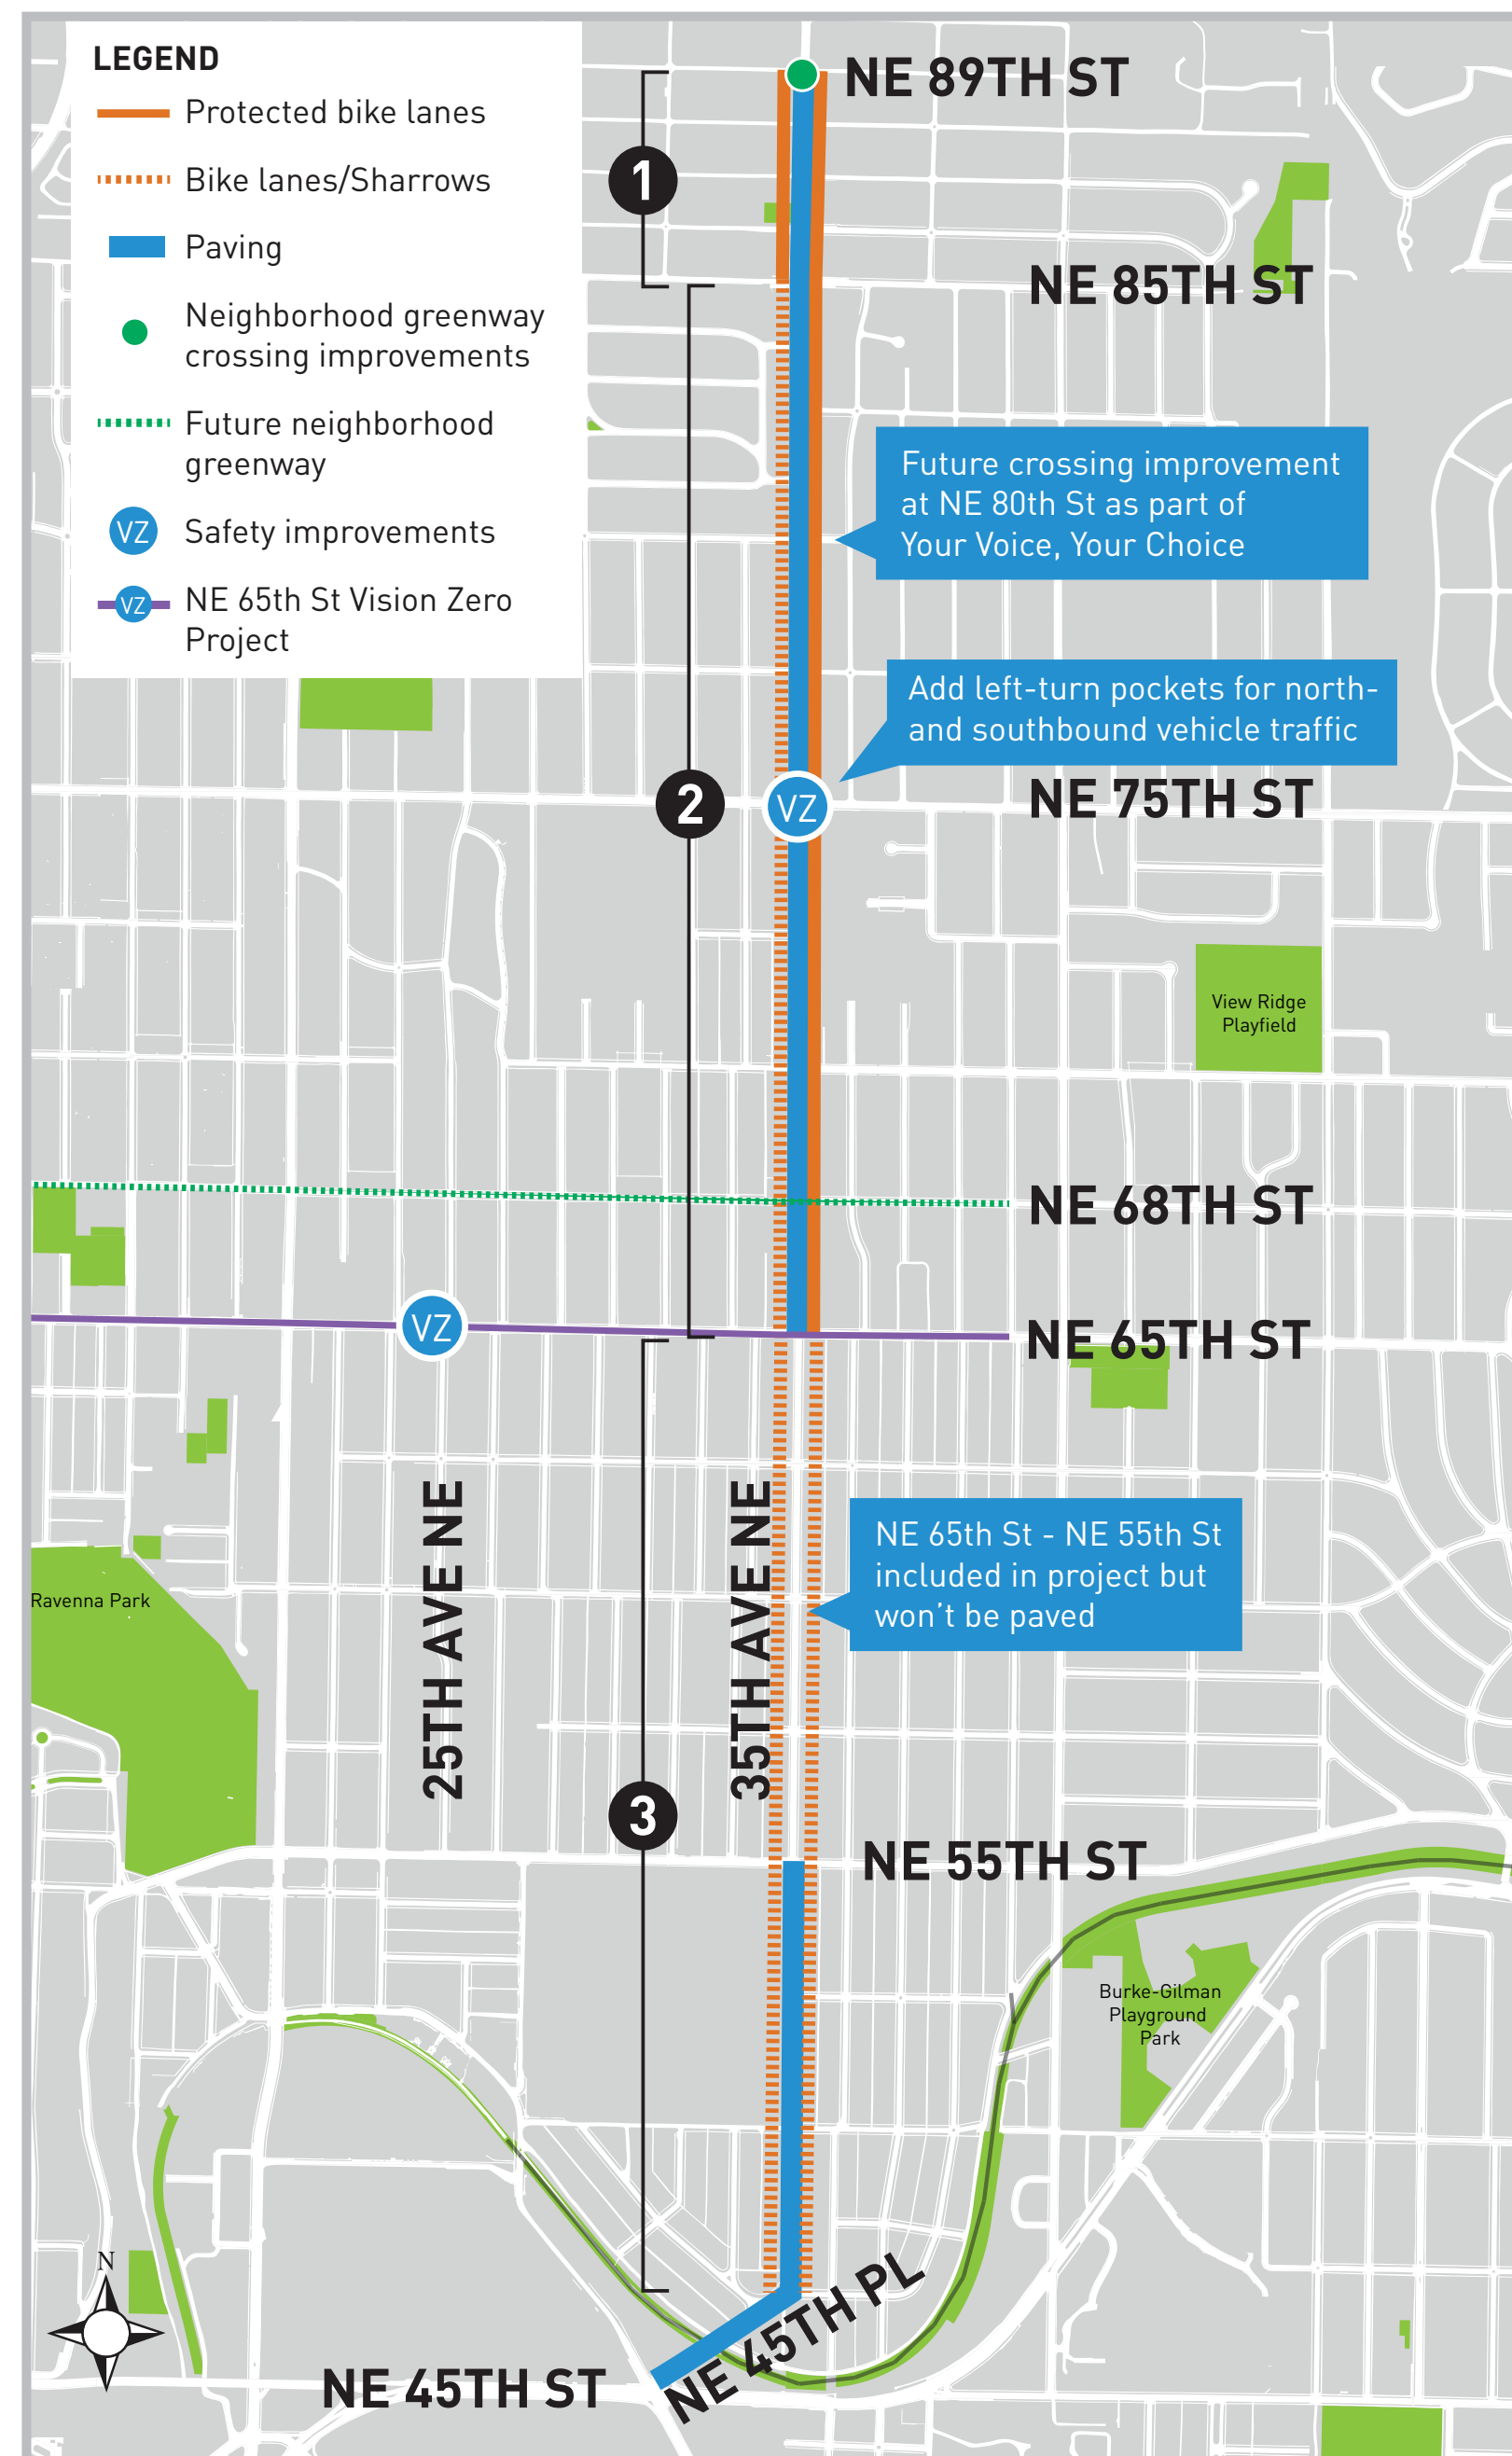 LEGEND
Protected bike lanes
Bike lanes/Sharrows
Paving
Neighborhood greenway
crossing improvements
Future neighborhood
greenway
VZ
Safety improvements
VZ
NE 65th St Vision Zero
Project
NE 89TH ST
1
NE 85TH ST
Future crossing improvement
at NE 80th St as part of
Your Voice, Your Choice
Add left-turn pockets for north-
and southbound vehicle traffic
2
VZ
NE 75TH ST
View Ridge
Playfield
NE 68TH ST
VZ
NE 65TH ST
25TH AVE NE
35TH AVE NE
NE 65th St - NE 55th St
included in project but
won't be paved
Ravenna Park
3
NE 55TH ST
Burke-Gilman
Playground
Park
N
NE 45TH PL
NE 45TH ST